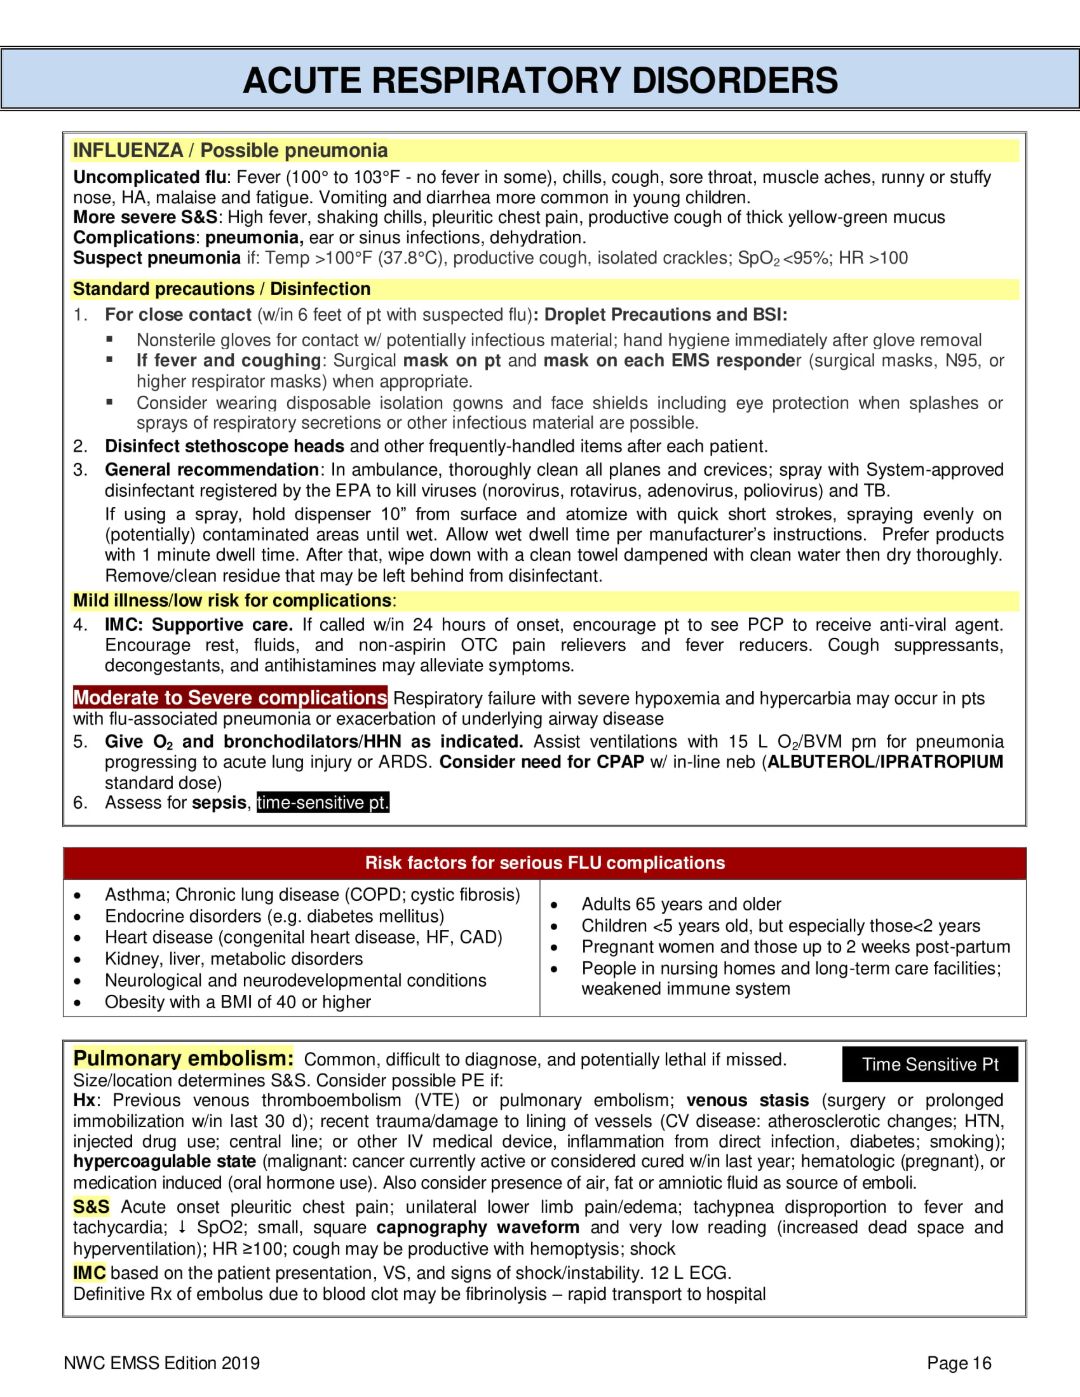 ACUTE RESPIRATORY DISORDERS
INFLUENZA / Possible pneumonia
Uncomplicated flu: Fever (100° to 103°F - no fever in some), chills, cough, sore throat, muscle aches, runny or stuffy
nose, HA, malaise and fatigue. Vomiting and diarrhea more common in young children.
More severe S&S: High fever, shaking chills, pleuritic chest pain, productive cough of thick yellow-green mucus
Complications: pneumonia, ear or sinus infections, dehydration.
Suspect pneumonia if: Temp >100°F (37.8°C), productive cough, isolated crackles; SpO₂ <95%; HR >100
Standard precautions / Disinfection
1. For close contact (w/in 6 feet of pt with suspected flu): Droplet Precautions and BSI:
▪ Nonsterile gloves for contact w/ potentially infectious material; hand hygiene immediately after glove removal
▪ If fever and coughing: Surgical mask on pt and mask on each EMS responder (surgical masks, N95, or
higher respirator masks) when appropriate.
▪ Consider wearing disposable isolation gowns and face shields including eye protection when splashes or
sprays of respiratory secretions or other infectious material are possible.
2. Disinfect stethoscope heads and other frequently-handled items after each patient.
3. General recommendation: In ambulance, thoroughly clean all planes and crevices; spray with System-approved
disinfectant registered by the EPA to kill viruses (norovirus, rotavirus, adenovirus, poliovirus) and TB.
If using a spray, hold dispenser 10” from surface and atomize with quick short strokes, spraying evenly on
(potentially) contaminated areas until wet. Allow wet dwell time per manufacturer’s instructions. Prefer products
with 1 minute dwell time. After that, wipe down with a clean towel dampened with clean water then dry thoroughly.
Remove/clean residue that may be left behind from disinfectant.
Mild illness/low risk for complications:
4. IMC: Supportive care. If called w/in 24 hours of onset, encourage pt to see PCP to receive anti-viral agent.
Encourage rest, fluids, and non-aspirin OTC pain relievers and fever reducers. Cough suppressants,
decongestants, and antihistamines may alleviate symptoms.
Moderate to Severe complications Respiratory failure with severe hypoxemia and hypercarbia may occur in pts
with flu-associated pneumonia or exacerbation of underlying airway disease
5. Give O₂ and bronchodilators/HHN as indicated. Assist ventilations with 15 L O₂/BVM prn for pneumonia
progressing to acute lung injury or ARDS. Consider need for CPAP w/ in-line neb (ALBUTEROL/IPRATROPIUM
standard dose)
6. Assess for sepsis, time-sensitive pt.
Risk factors for serious FLU complications
• Asthma; Chronic lung disease (COPD; cystic fibrosis)
• Endocrine disorders (e.g. diabetes mellitus)
• Heart disease (congenital heart disease, HF, CAD)
• Kidney, liver, metabolic disorders
• Neurological and neurodevelopmental conditions
• Obesity with a BMI of 40 or higher
• Adults 65 years and older
• Children <5 years old, but especially those<2 years
• Pregnant women and those up to 2 weeks post-partum
• People in nursing homes and long-term care facilities;
weakened immune system
Pulmonary embolism: Common, difficult to diagnose, and potentially lethal if missed.
Time Sensitive Pt
Size/location determines S&S. Consider possible PE if:
Hx: Previous venous thromboembolism (VTE) or pulmonary embolism; venous stasis (surgery or prolonged
immobilization w/in last 30 d); recent trauma/damage to lining of vessels (CV disease: atherosclerotic changes; HTN,
injected drug use; central line; or other IV medical device, inflammation from direct infection, diabetes; smoking);
hypercoagulable state (malignant: cancer currently active or considered cured w/in last year; hematologic (pregnant), or
medication induced (oral hormone use). Also consider presence of air, fat or amniotic fluid as source of emboli.
S&S Acute onset pleuritic chest pain; unilateral lower limb pain/edema; tachypnea disproportion to fever and
tachycardia; ↓ SpO2; small, square capnography waveform and very low reading (increased dead space and
hyperventilation); HR ≥100; cough may be productive with hemoptysis; shock
IMC based on the patient presentation, VS, and signs of shock/instability. 12 L ECG.
Definitive Rx of embolus due to blood clot may be fibrinolysis – rapid transport to hospital
NWC EMSS Edition 2019
Page 16